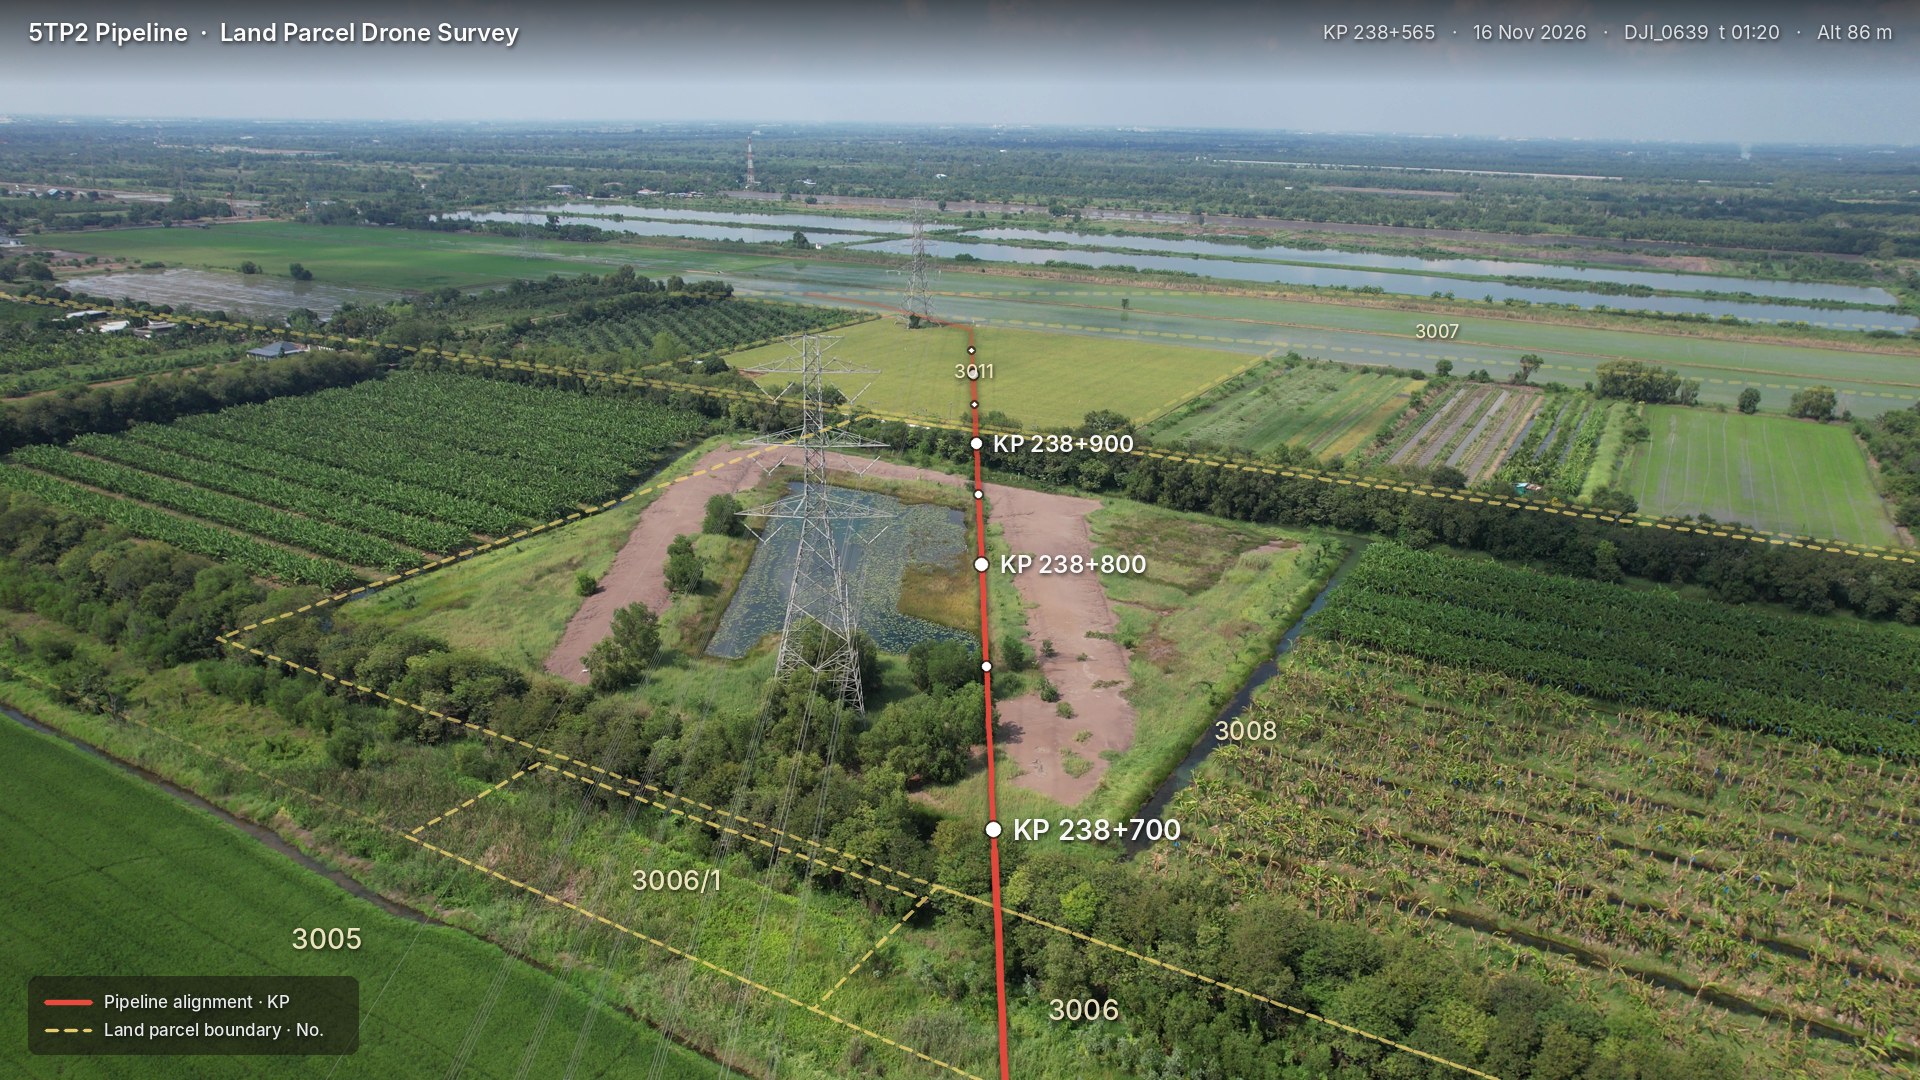 5TP2 Pipeline · Land Parcel Drone Survey
KP 238+565 · 16 Nov 2026 · DJI_0639 t 01:20 · Alt 86 m
3007
3011
KP 238+900
KP 238+800
3008
KP 238+700
3006/1
3005
3006
Pipeline alignment · KP
Land parcel boundary · No.